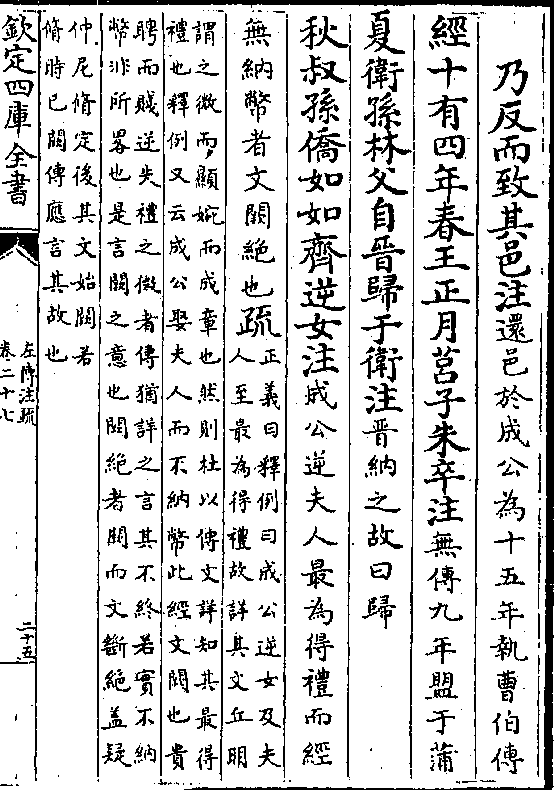 乃反而致其邑注還邑於成公為十五年執曹伯傳
經十有四年春王正月莒子朱卒注無傳九年盟于蒲
夏衛孫林父自晉歸于衛注晉納之故曰歸
秋叔孫僑如如齊逆女注成公逆夫人最為得禮而經
無納幣者文闕絶也疏正義曰釋例曰成公逆女及夫
人至最為得禮故詳其文丘明
謂之微而顯婉而成章也然則杜以傳文詳知其最得
禮也釋例又云成公娶夫人而不納幣此經文闕也貴
聘而賤逆失禮之微者傳猶詳之言其不終若實不納
幣非所畧也是言闕之意也闕絶者闕而文斷絶蓋疑
仲尼脩定後其文始闕若
脩時已闕傳應言其故也
欽定四庫全書
左傳注疏
卷二十七
二十五